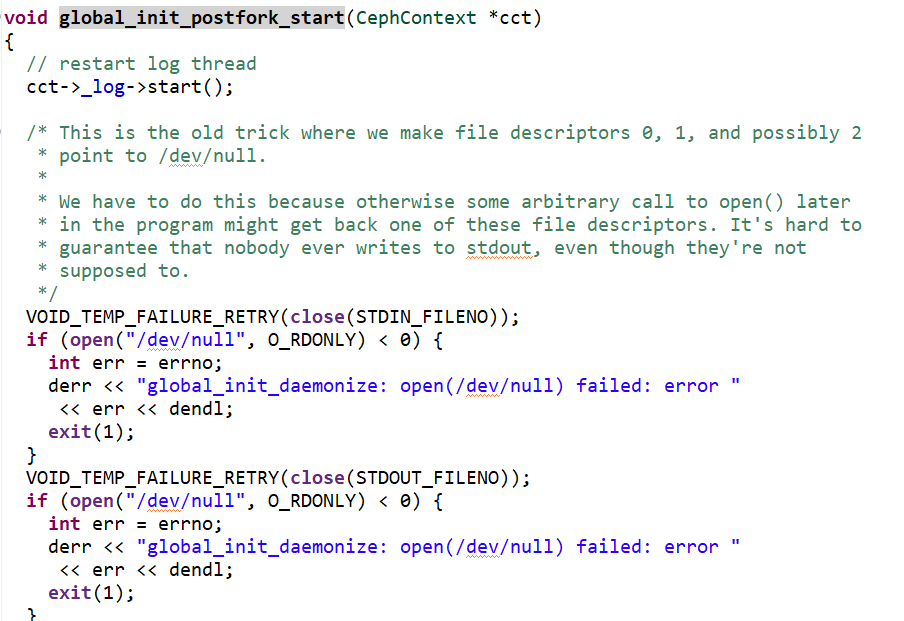 void global_init_postfork_start(CephContext *cct)
{
  // restart log thread
  cct->_log->start();

  /* This is the old trick where we make file descriptors 0, 1, and possibly 2
   * point to /dev/null.
   *
   * We have to do this because otherwise some arbitrary call to open() later
   * in the program might get back one of these file descriptors. It's hard to
   * guarantee that nobody ever writes to stdout, even though they're not
   * supposed to.
   */
  VOID_TEMP_FAILURE_RETRY(close(STDIN_FILENO));
  if (open("/dev/null", O_RDONLY) < 0) {
    int err = errno;
    derr << "global_init_daemonize: open(/dev/null) failed: error "
     << err << dendl;
    exit(1);
  }
  VOID_TEMP_FAILURE_RETRY(close(STDOUT_FILENO));
  if (open("/dev/null", O_RDONLY) < 0) {
    int err = errno;
    derr << "global_init_daemonize: open(/dev/null) failed: error "
     << err << dendl;
    exit(1);
  }